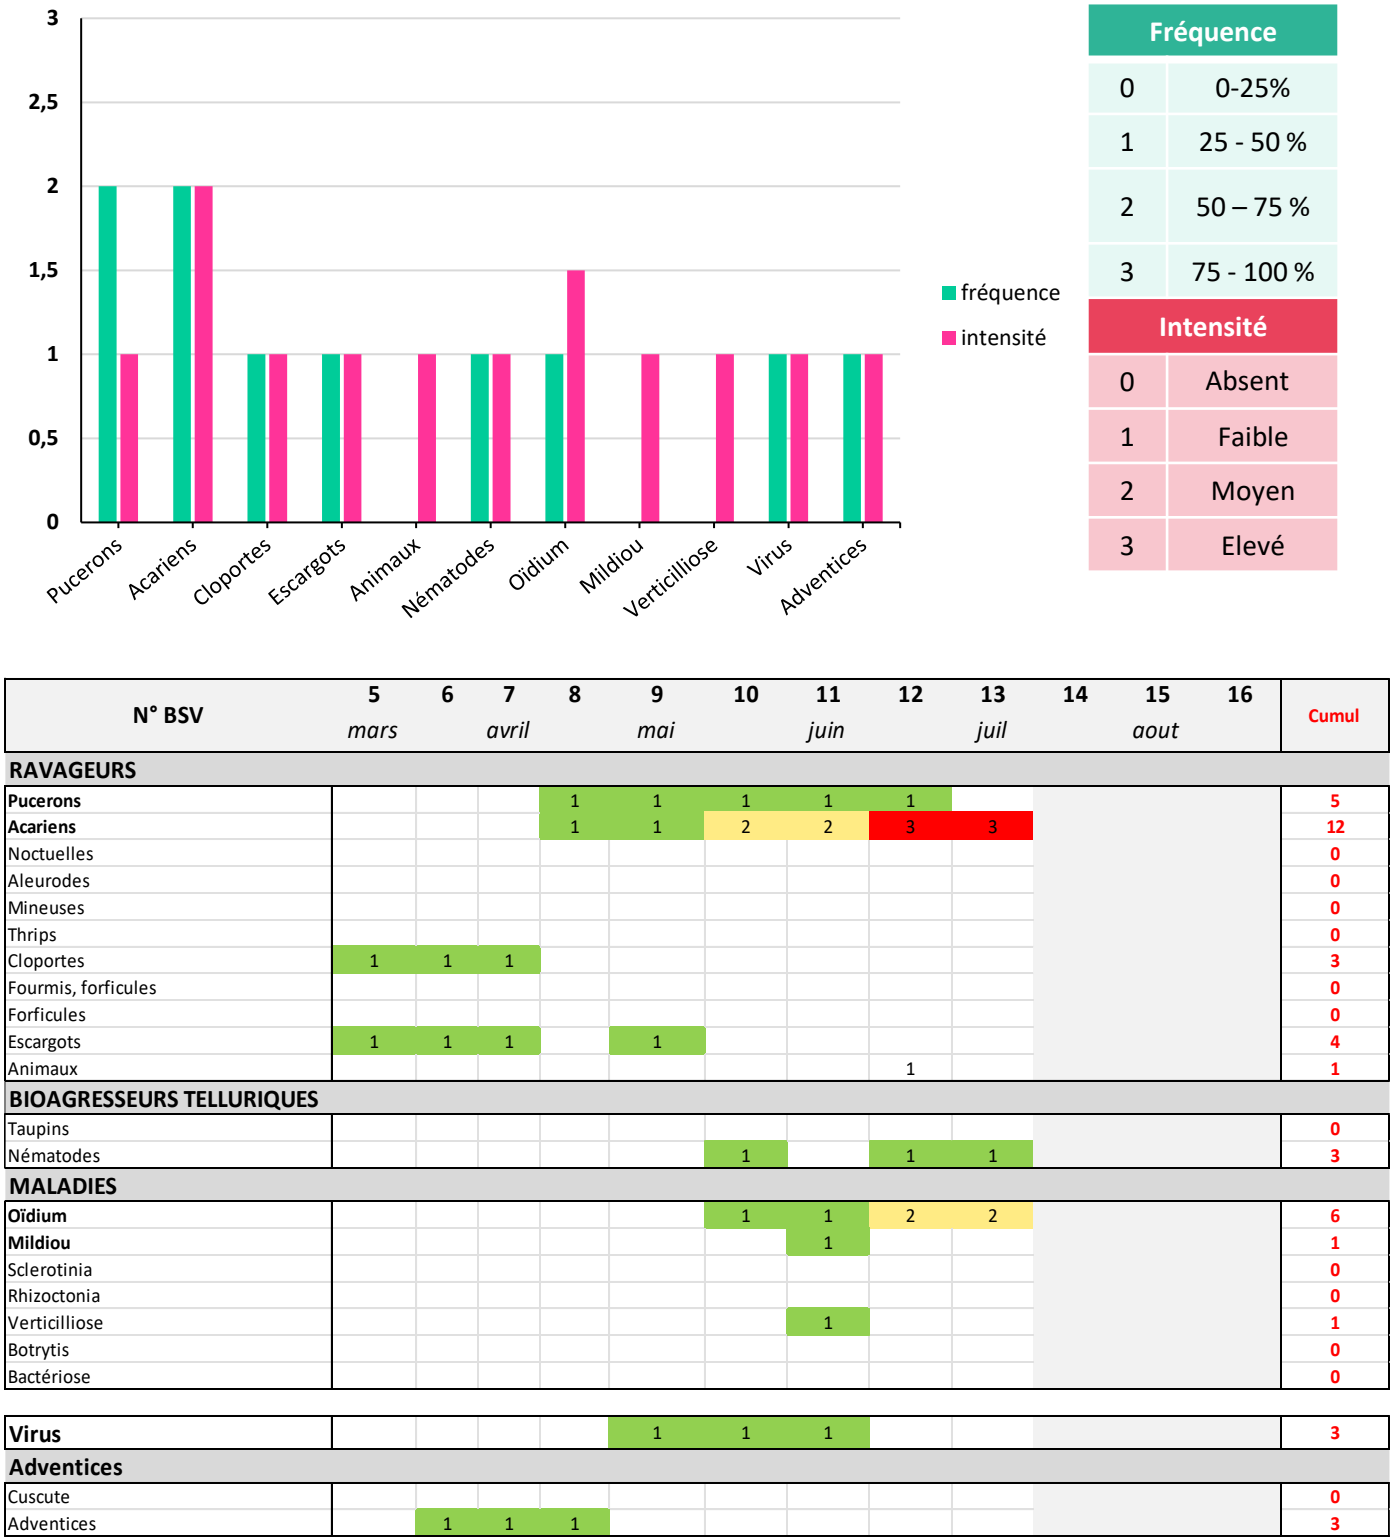 3
2,5
2
1,5
1
0,5
0
Pucerons
Acariens
Cloportes
Escargots
Animaux
Nématodes
Oïdium
Mildiou
Verticilliose
Virus
Adventices
fréquence
intensité
Fréquence
0 0-25%
1 25 - 50 %
2 50 – 75 %
3 75 - 100 %
Intensité
0 Absent
1 Faible
2 Moyen
3 Elevé
N° BSV 5 6 7 8 9 10 11 12 13 14 15 16 Cumul
mars avril mai juin juil aout
RAVAGEURS
Pucerons 1 1 1 1 1 5
Acariens 1 1 2 2 3 3 12
Noctuelles 0
Aleurodes 0
Mineuses 0
Thrips 0
Cloportes 1 1 1 3
Fourmis, forficules 0
Forficules 0
Escargots 1 1 1 1 4
Animaux 1 1
BIOAGRESSEURS TELLURIQUES
Taupins 0
Nématodes 1 1 1 3
MALADIES
Oïdium 1 1 2 2 6
Mildiou 1 1
Sclerotinia 0
Rhizoctonia 0
Verticilliose 1 1
Botrytis 0
Bactériose 0
Virus 1 1 1 3
Adventices
Cuscute 0
Adventices 1 1 1 3